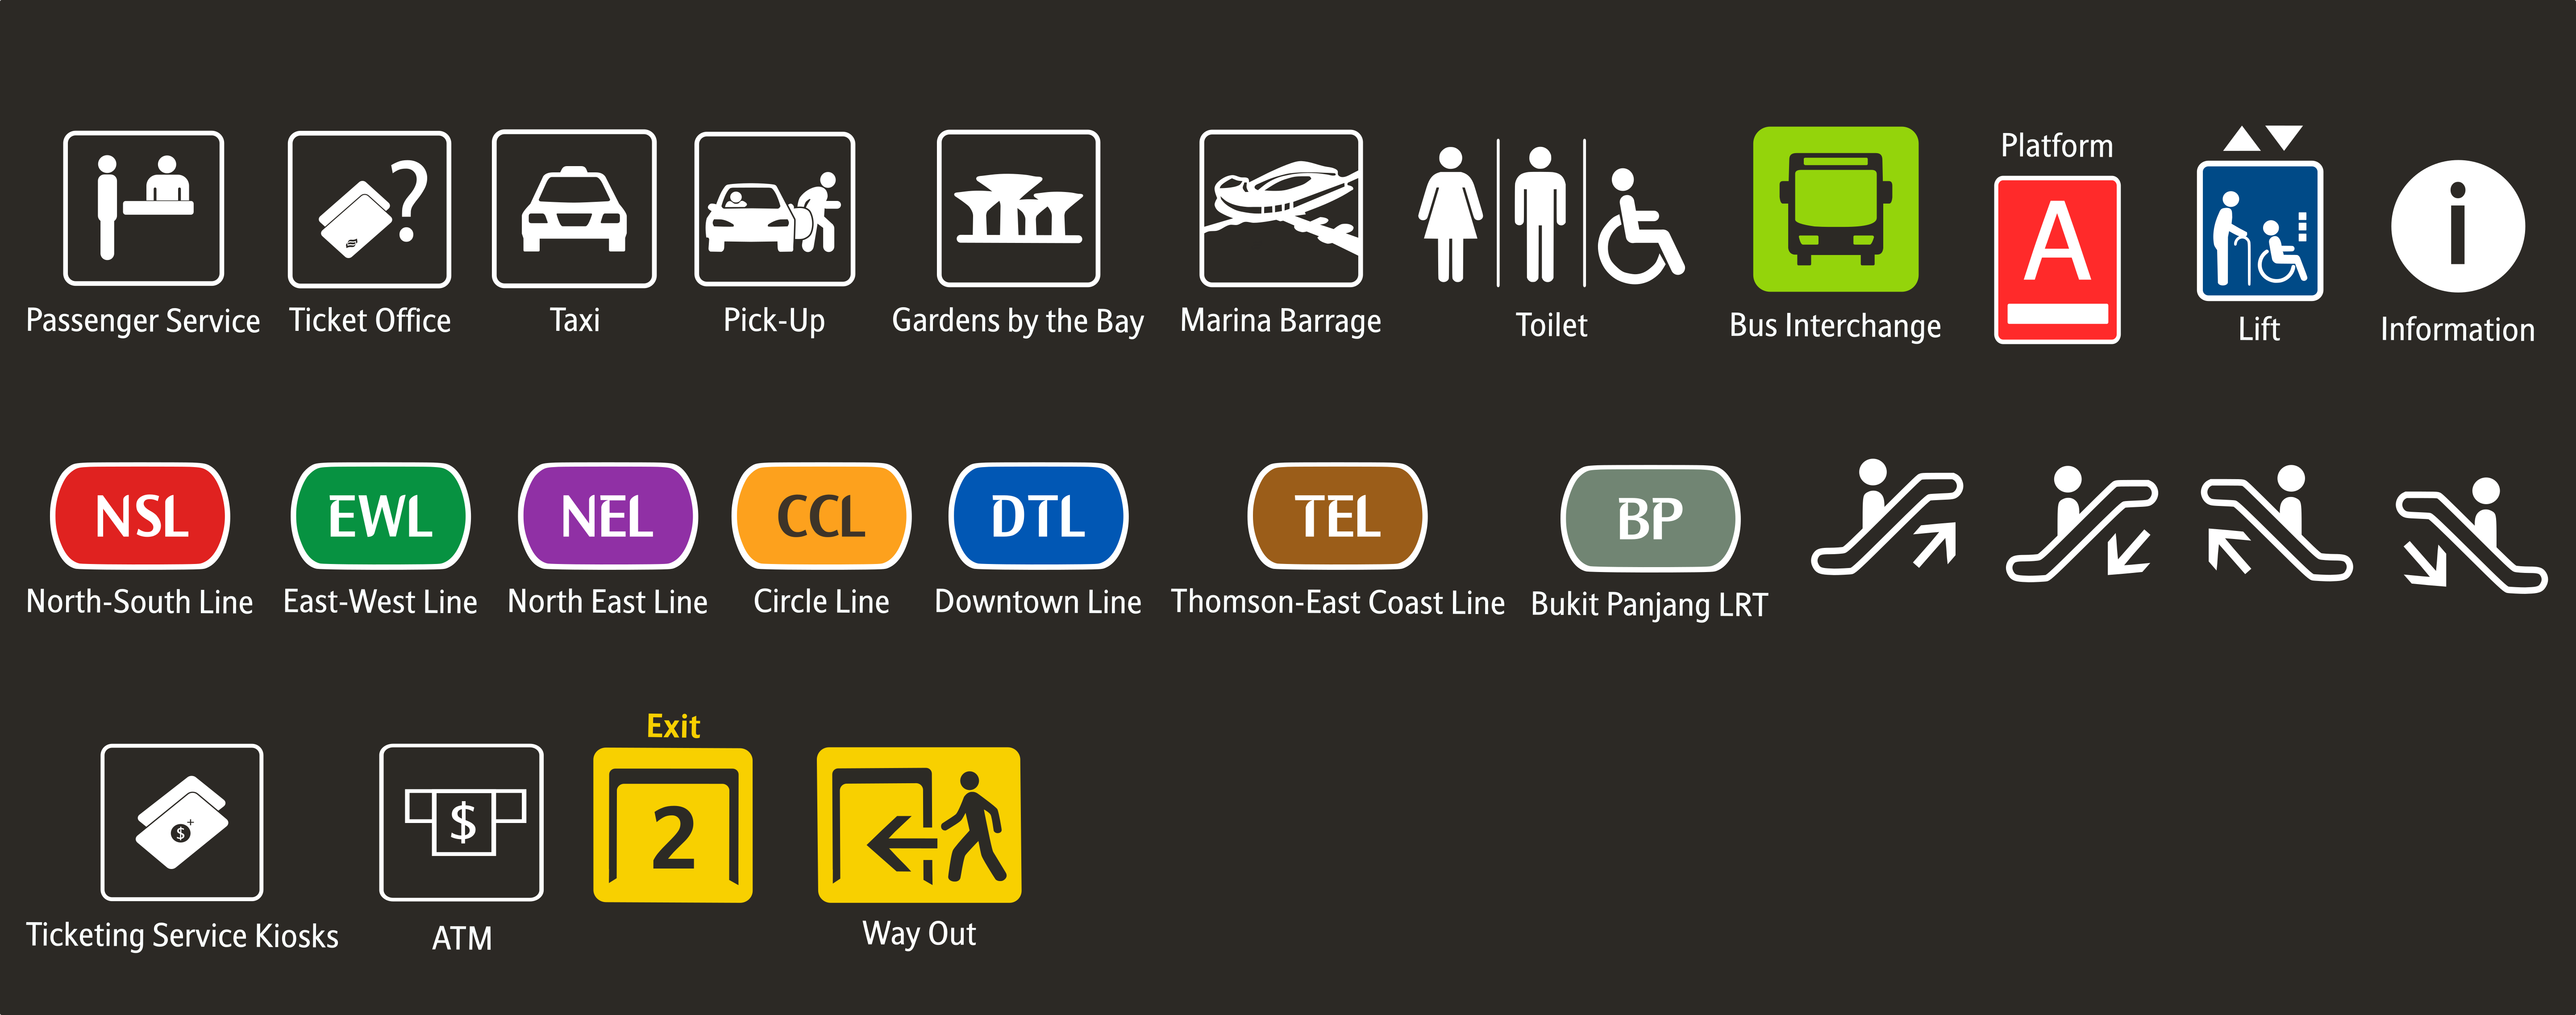 ?
Passenger Service
Ticket Office
Taxi
Pick-Up
Gardens by the Bay
Marina Barrage
Toilet
Bus Interchange
Platform
A
Lift
i
Information
NSL
North-South Line
EWL
East-West Line
NEL
North East Line
CCL
Circle Line
DTL
Downtown Line
TEL
Thomson-East Coast Line
BP
Bukit Panjang LRT
$+
Ticketing Service Kiosks
$
ATM
Exit
2
Way Out